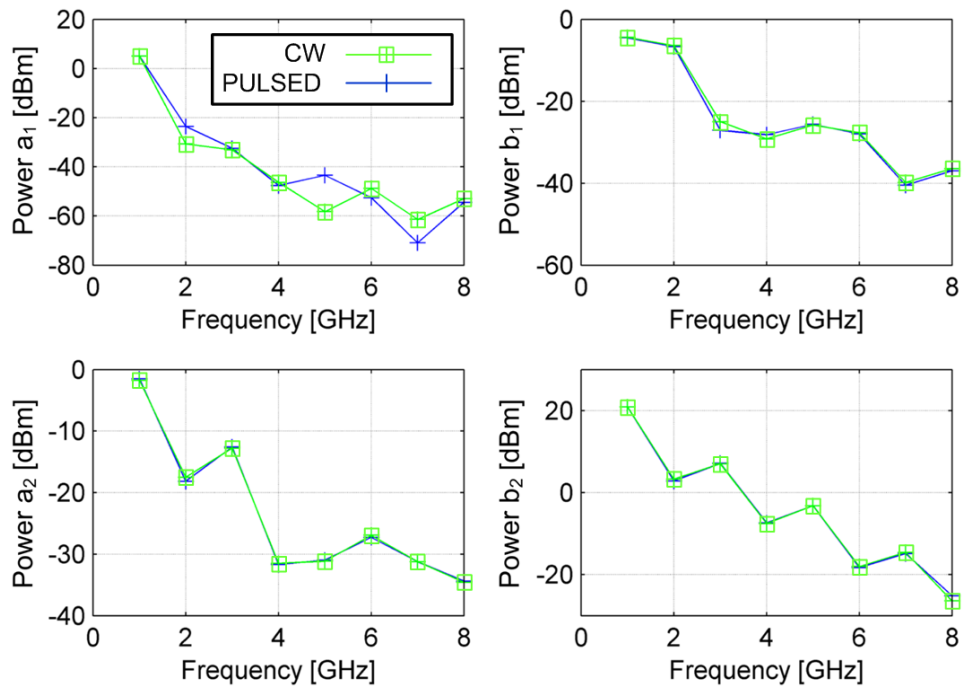 20
0
-20
-40
-60
-80
Power a₁ [dBm]
CW
PULSED
0 2 4 6 8
Frequency [GHz]
0
-20
-40
-60
Power b₁ [dBm]
0 2 4 6 8
Frequency [GHz]
0
-10
-20
-30
-40
Power a₂ [dBm]
0 2 4 6 8
Frequency [GHz]
20
0
-20
Power b₂ [dBm]
0 2 4 6 8
Frequency [GHz]